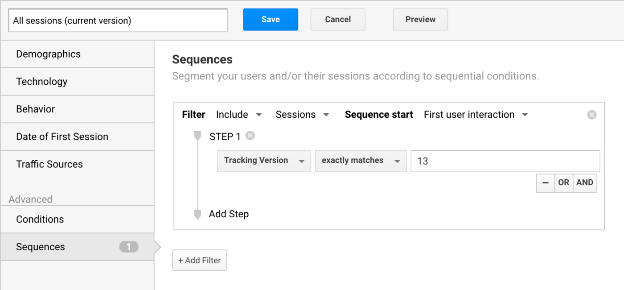 All sessions (current version) Save Cancel Preview
Demographics
Technology
Behavior
Date of First Session
Traffic Sources
Advanced
Conditions
Sequences 1
Sequences
Segment your users and/or their sessions according to sequential conditions.
Filter Include Sessions Sequence start First user interaction
STEP 1
Tracking Version exactly matches 13
– OR AND
Add Step
+ Add Filter